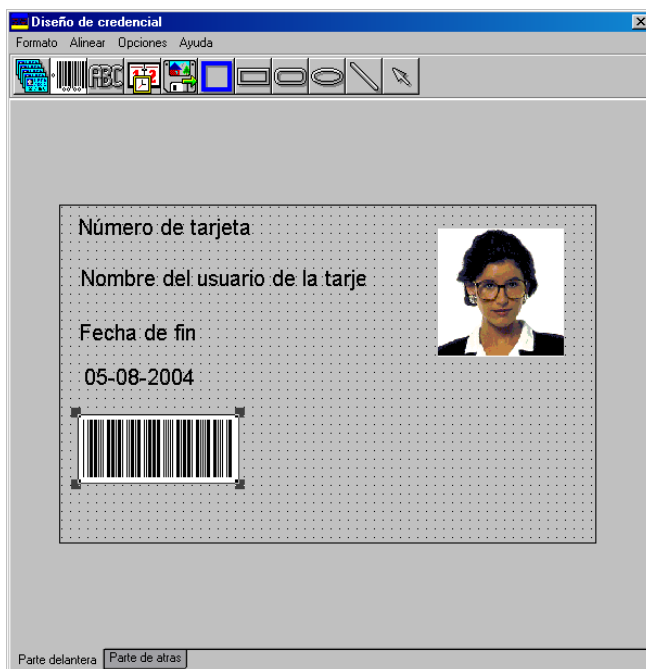 Diseño de credencial
Formato Alinear Opciones Ayuda
ABC
Número de tarjeta
Nombre del usuario de la tarje
Fecha de fin
05-08-2004
Parte delantera Parte de atras